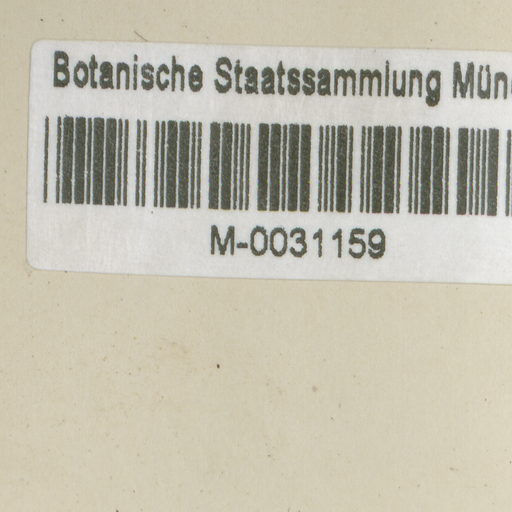 Botanische Staatssammlung Mün
M-0031159